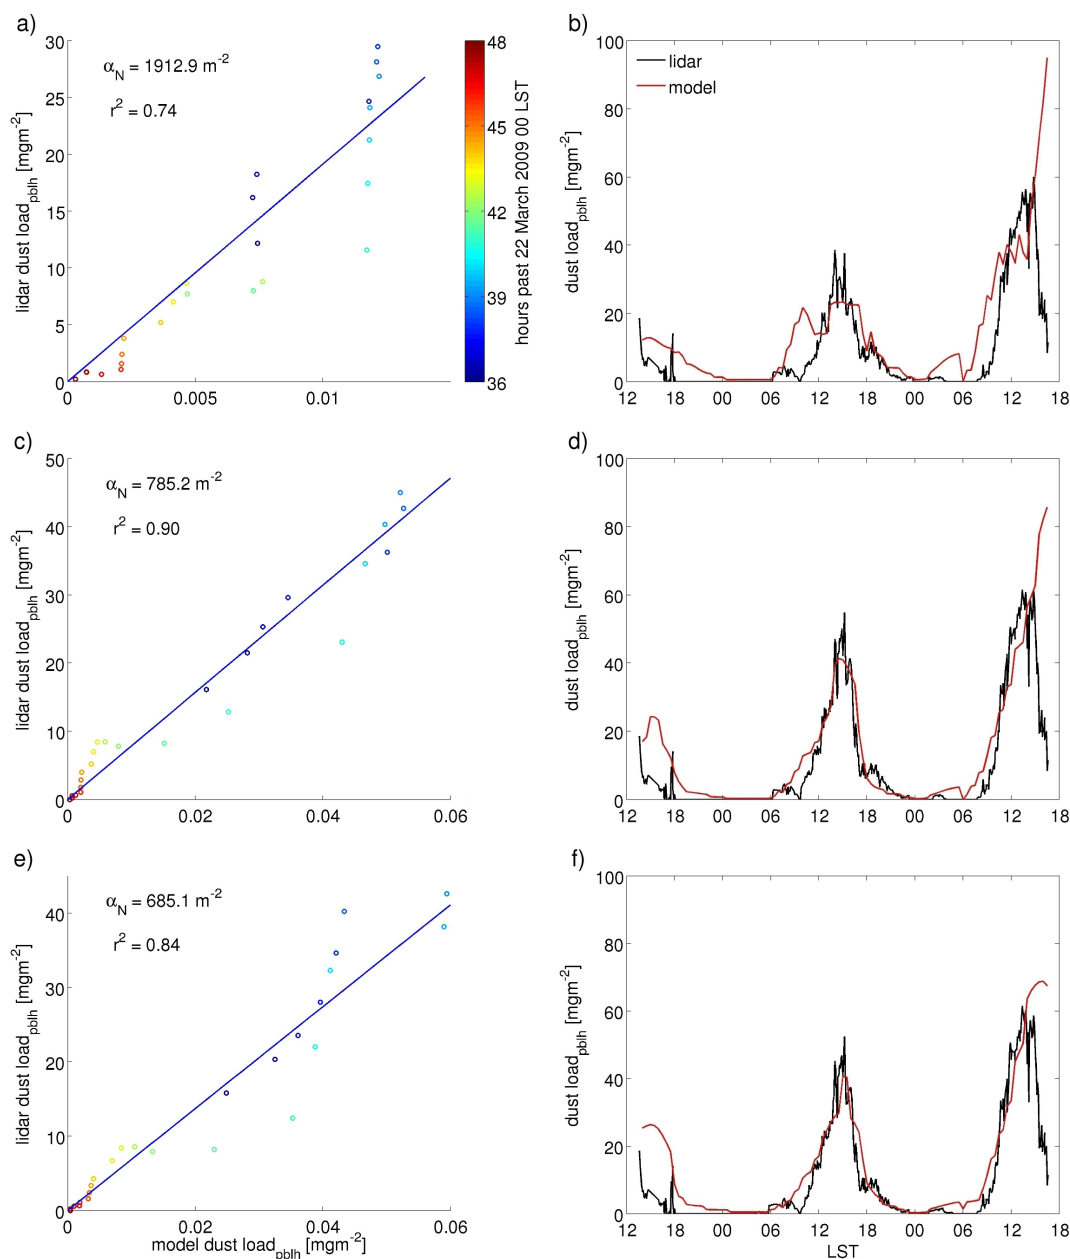 a)
α_N = 1912.9 m^-2
r^2 = 0.74
lidar dust load_pblh [mgm^-2]
30
25
20
15
10
5
0
0.005
0.01
48
45
42
39
36
hours past 22 March 2009 00 LST
b)
lidar
model
dust load_pblh [mgm^-2]
100
80
60
40
20
0
12 18 00 06 12 18 00 06 12 18
c)
α_N = 785.2 m^-2
r^2 = 0.90
lidar dust load_pblh [mgm^-2]
50
40
30
20
10
0
0 0.02 0.04 0.06
d)
dust load_pblh [mgm^-2]
100
80
60
40
20
0
12 18 00 06 12 18 00 06 12 18
e)
α_N = 685.1 m^-2
r^2 = 0.84
lidar dust load_pblh [mgm^-2]
40
30
20
10
0
0 0.02 0.04 0.06
model dust load_pblh [mgm^-2]
f)
dust load_pblh [mgm^-2]
100
80
60
40
20
0
12 18 00 06 12 18 00 06 12 18
LST